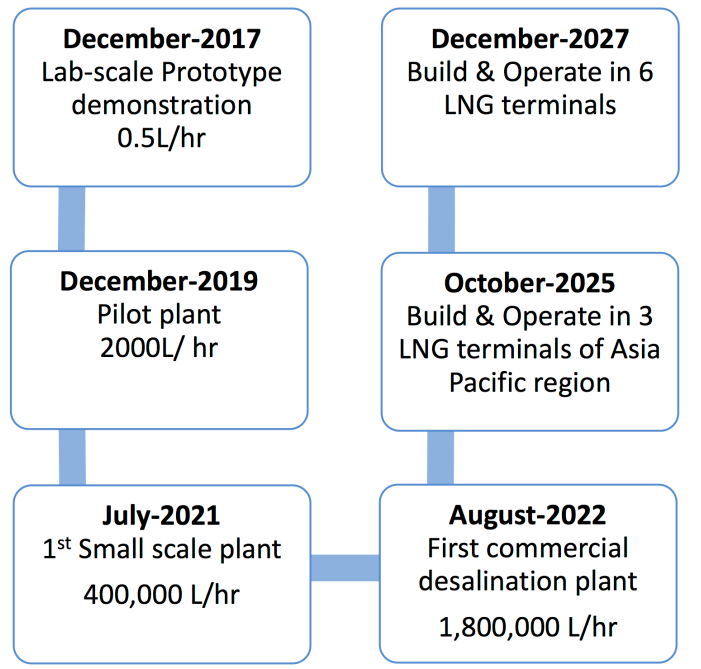 December-2017
Lab-scale Prototype
demonstration
0.5L/hr
December-2019
Pilot plant
2000L/ hr
July-2021
1st Small scale plant
400,000 L/hr
August-2022
First commercial
desalination plant
1,800,000 L/hr
October-2025
Build & Operate in 3
LNG terminals of Asia
Pacific region
December-2027
Build & Operate in 6
LNG terminals